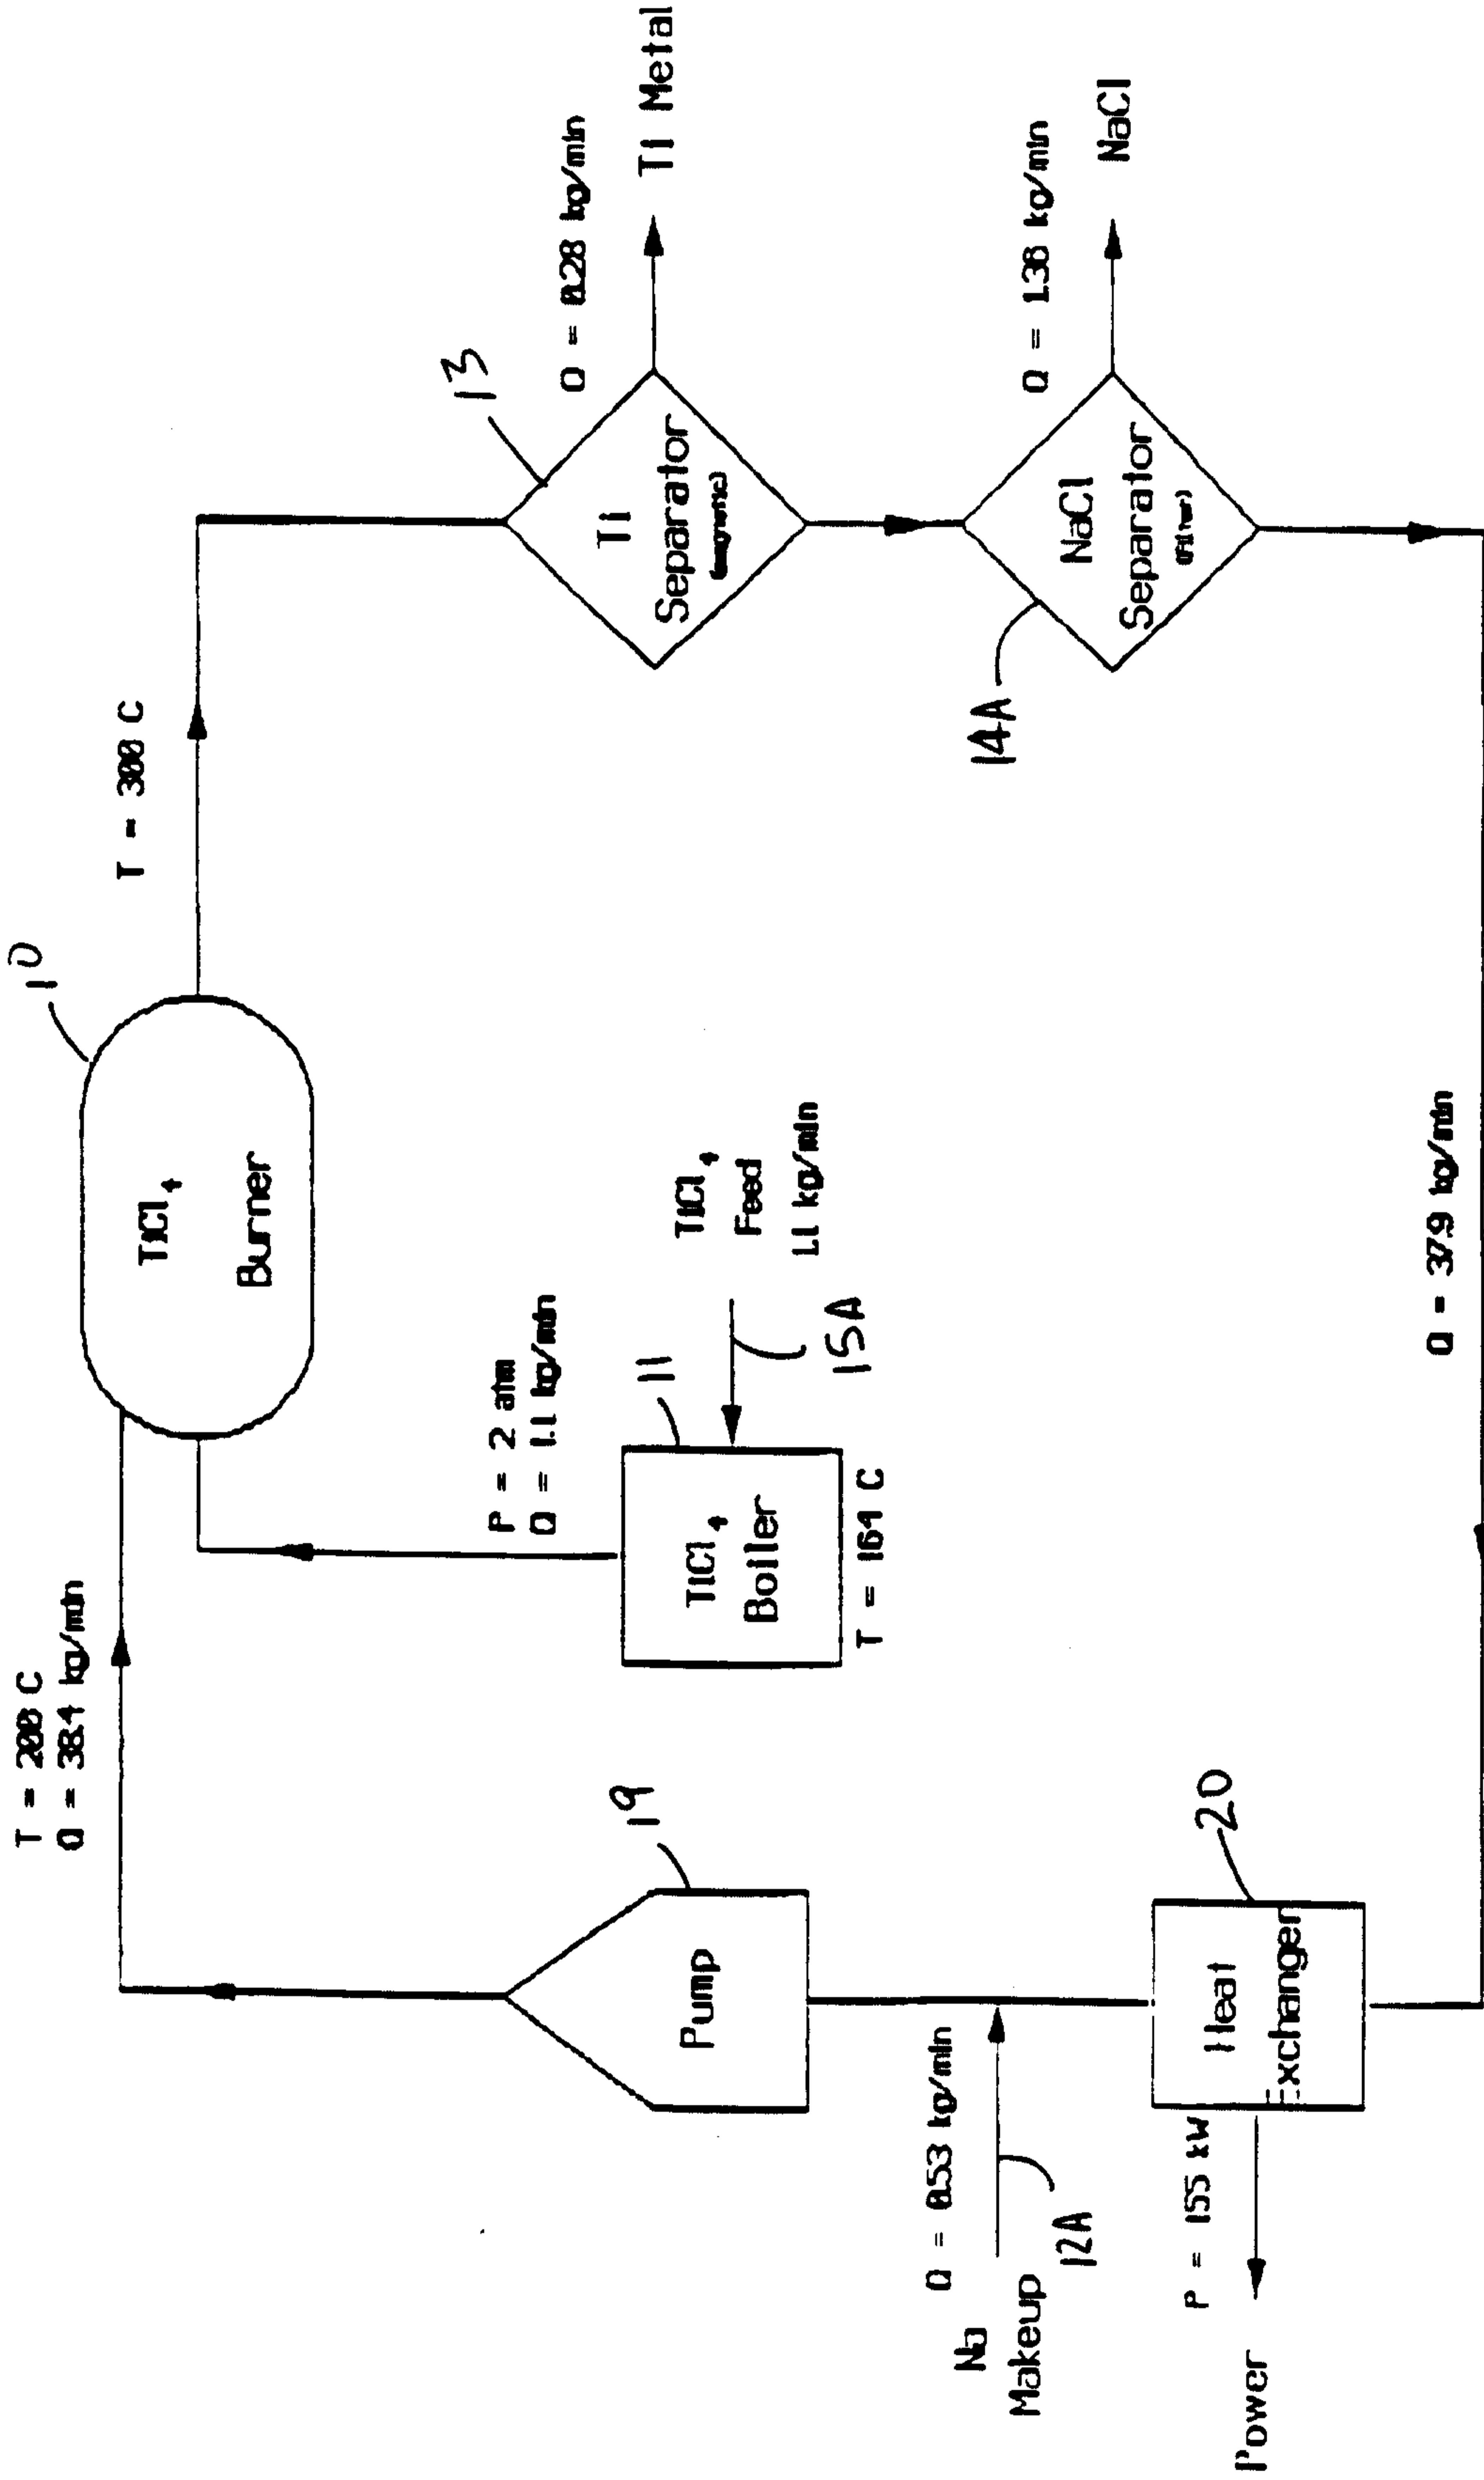 10
T = 200 C
Q = 38.4 kg/min
T = 300 C
TiCl4
Burner
13
Q = 0.28 kg/min
Ti
Separator
(magnetic)
Ti Metal
P = 2 atm
Q = 1.1 kg/min
19
Pump
11
TiCl4
Boiler
T = 164 C
TiCl4
Feed
1.1 kg/min
15A
Q = 0.53 kg/min
Na
Makeup
12A
14A
Q = 1.38 kg/min
NaCl
Separator
(Filter)
NaCl
P = 155 kW
Power
20
Heat
Exchanger
Q = 37.9 kg/min